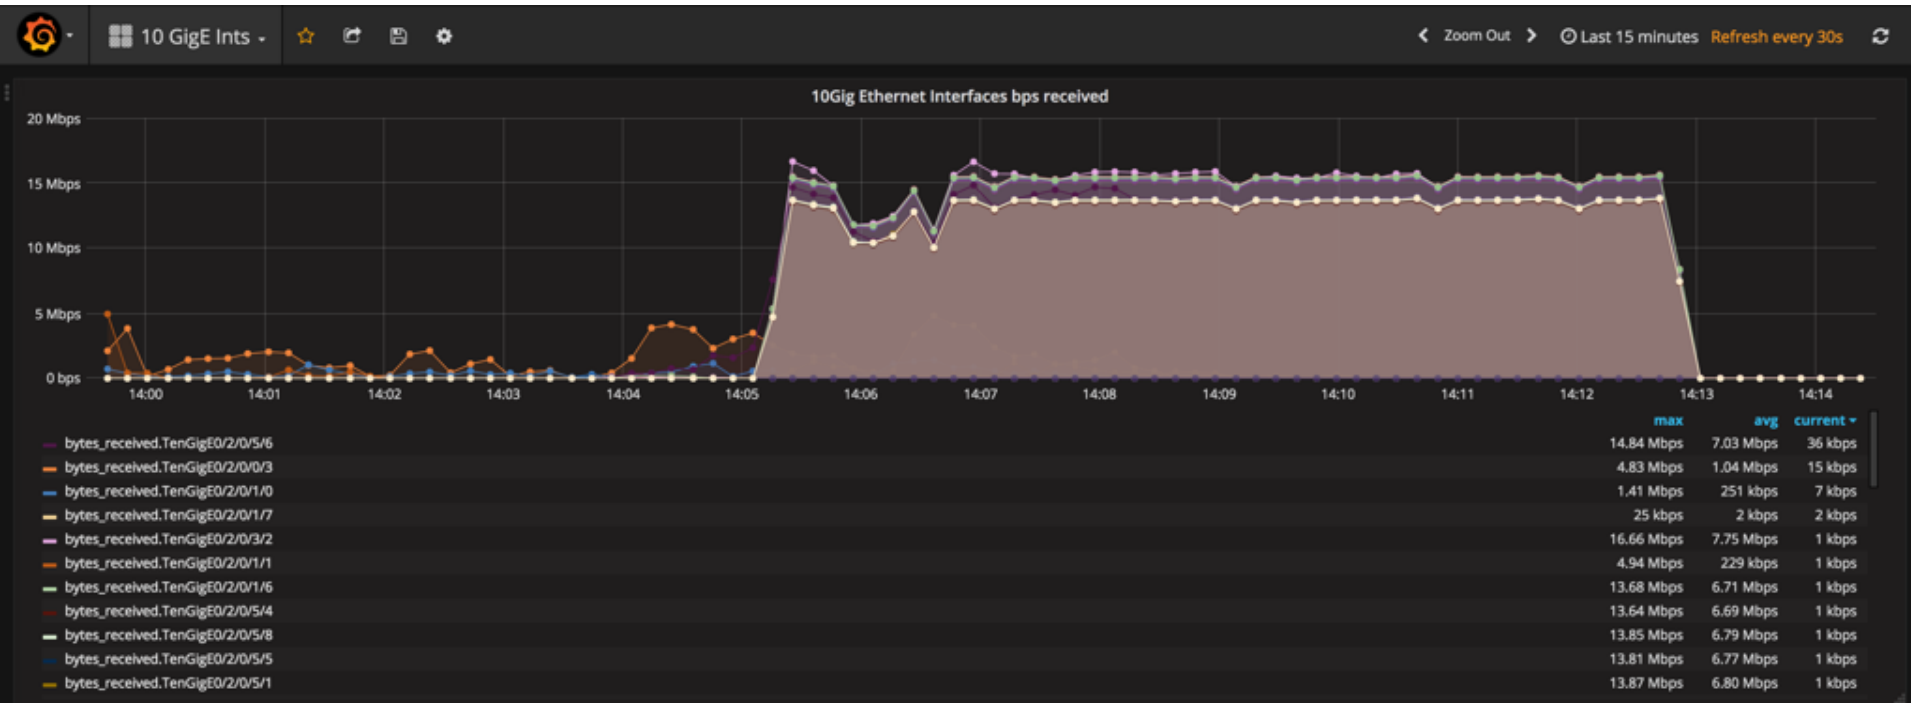 10 GigE Ints
Zoom Out
Last 15 minutes Refresh every 30s
10Gig Ethernet Interfaces bps received
20 Mbps
15 Mbps
10 Mbps
5 Mbps
0 bps
14:00 14:01 14:02 14:03 14:04 14:05 14:06 14:07 14:08 14:09 14:10 14:11 14:12 14:13 14:14
max avg current
bytes_received.TenGigE0/2/0/5/6 14.84 Mbps 7.03 Mbps 36 kbps
bytes_received.TenGigE0/2/0/0/3 4.83 Mbps 1.04 Mbps 15 kbps
bytes_received.TenGigE0/2/0/1/0 1.41 Mbps 251 kbps 7 kbps
bytes_received.TenGigE0/2/0/1/7 25 kbps 2 kbps 2 kbps
bytes_received.TenGigE0/2/0/3/2 16.66 Mbps 7.75 Mbps 1 kbps
bytes_received.TenGigE0/2/0/1/1 4.94 Mbps 229 kbps 1 kbps
bytes_received.TenGigE0/2/0/1/6 13.68 Mbps 6.71 Mbps 1 kbps
bytes_received.TenGigE0/2/0/5/4 13.64 Mbps 6.69 Mbps 1 kbps
bytes_received.TenGigE0/2/0/5/8 13.85 Mbps 6.79 Mbps 1 kbps
bytes_received.TenGigE0/2/0/5/5 13.81 Mbps 6.77 Mbps 1 kbps
bytes_received.TenGigE0/2/0/5/1 13.87 Mbps 6.80 Mbps 1 kbps